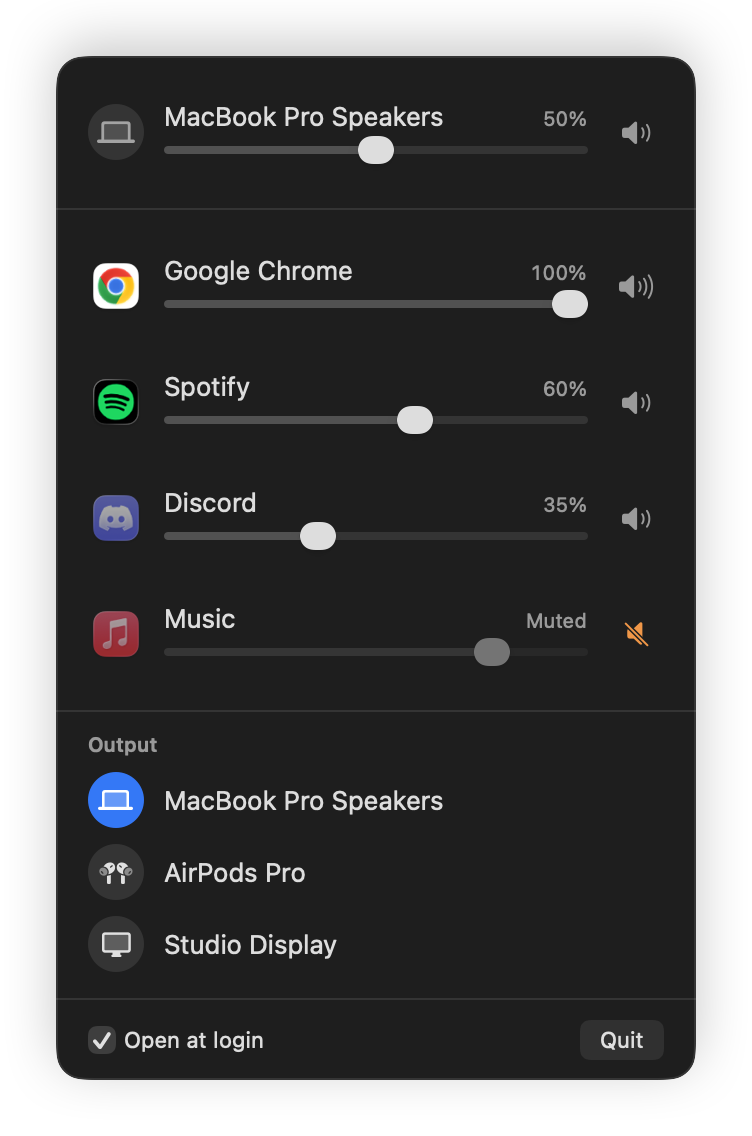 MacBook Pro Speakers 50%
Google Chrome 100%
Spotify 60%
Discord 35%
Music Muted
Output
MacBook Pro Speakers
AirPods Pro
Studio Display
Open at login Quit